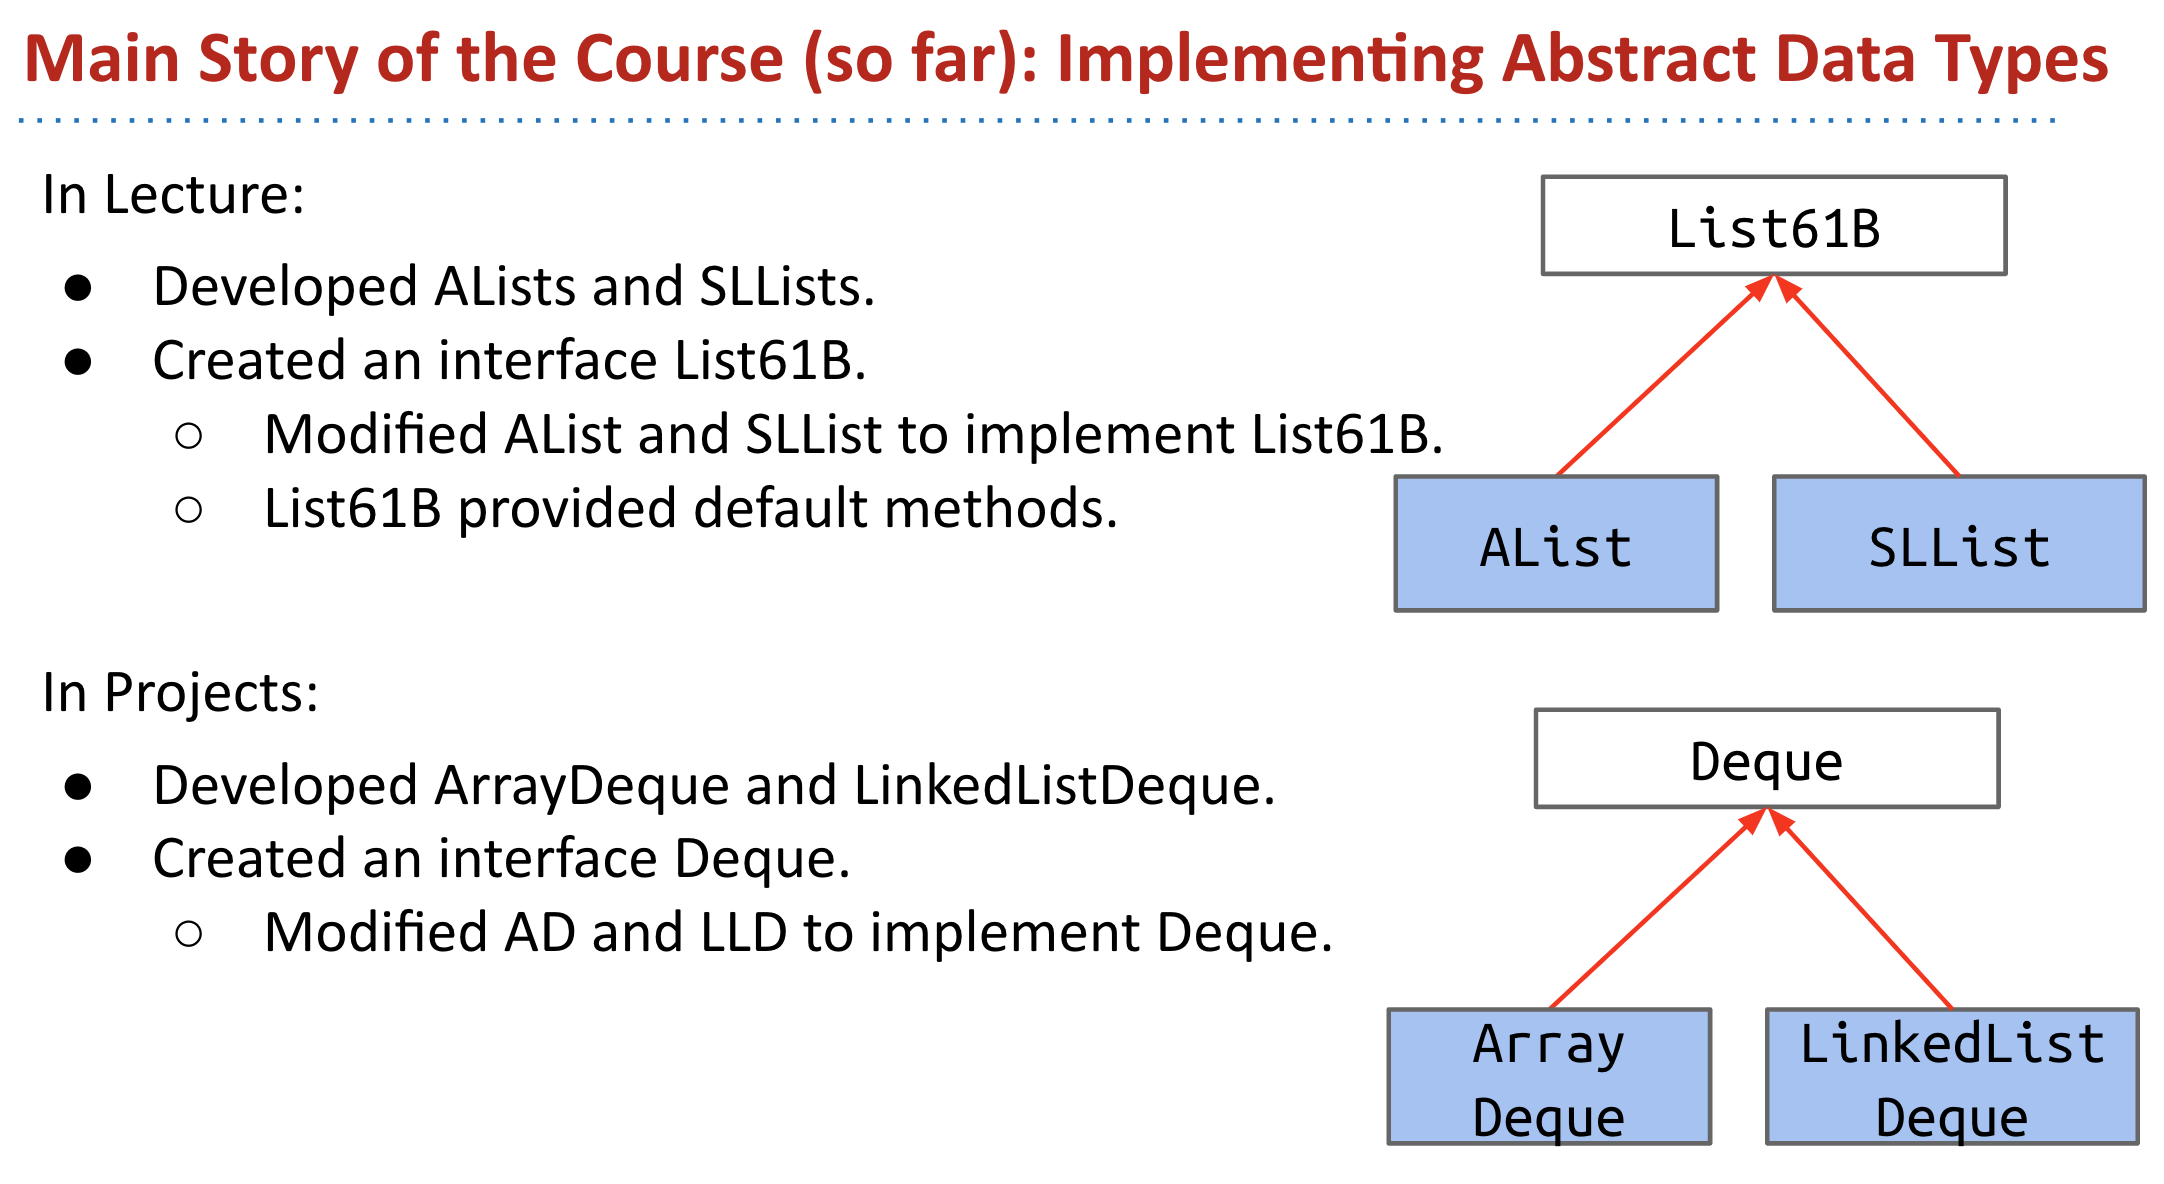 Main Story of the Course (so far): Implementing Abstract Data Types
In Lecture:
● Developed ALists and SLLists.
● Created an interface List61B.
○ Modified AList and SLList to implement List61B.
○ List61B provided default methods.
List61B
AList
SLList
In Projects:
● Developed ArrayDeque and LinkedListDeque.
● Created an interface Deque.
○ Modified AD and LLD to implement Deque.
Deque
Array
Deque
LinkedList
Deque